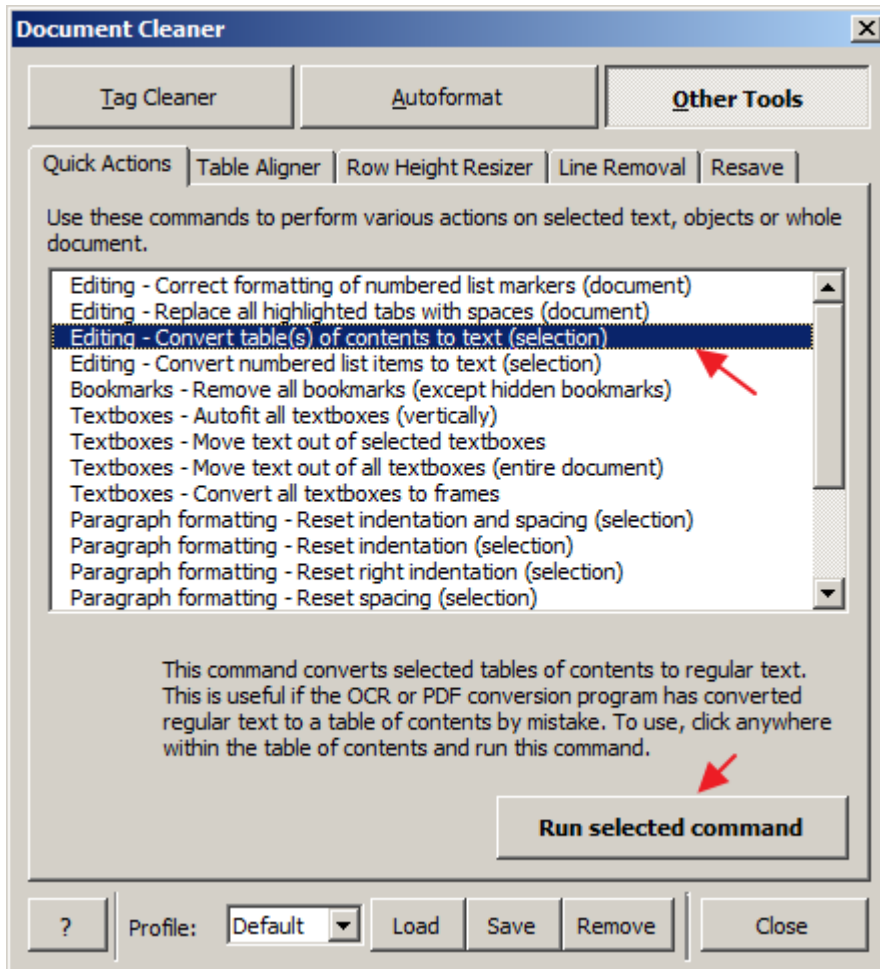 Document Cleaner
Tag Cleaner
Autoformat
Other Tools
Quick Actions
Table Aligner
Row Height Resizer
Line Removal
Resave
Use these commands to perform various actions on selected text, objects or whole
document.
Editing - Correct formatting of numbered list markers (document)
Editing - Replace all highlighted tabs with spaces (document)
Editing - Convert table(s) of contents to text (selection)
Editing - Convert numbered list items to text (selection)
Bookmarks - Remove all bookmarks (except hidden bookmarks)
Textboxes - Autofit all textboxes (vertically)
Textboxes - Move text out of selected textboxes
Textboxes - Move text out of all textboxes (entire document)
Textboxes - Convert all textboxes to frames
Paragraph formatting - Reset indentation and spacing (selection)
Paragraph formatting - Reset indentation (selection)
Paragraph formatting - Reset right indentation (selection)
Paragraph formatting - Reset spacing (selection)
This command converts selected tables of contents to regular text.
This is useful if the OCR or PDF conversion program has converted
regular text to a table of contents by mistake. To use, click anywhere
within the table of contents and run this command.
Run selected command
?
Profile:
Default
Load
Save
Remove
Close